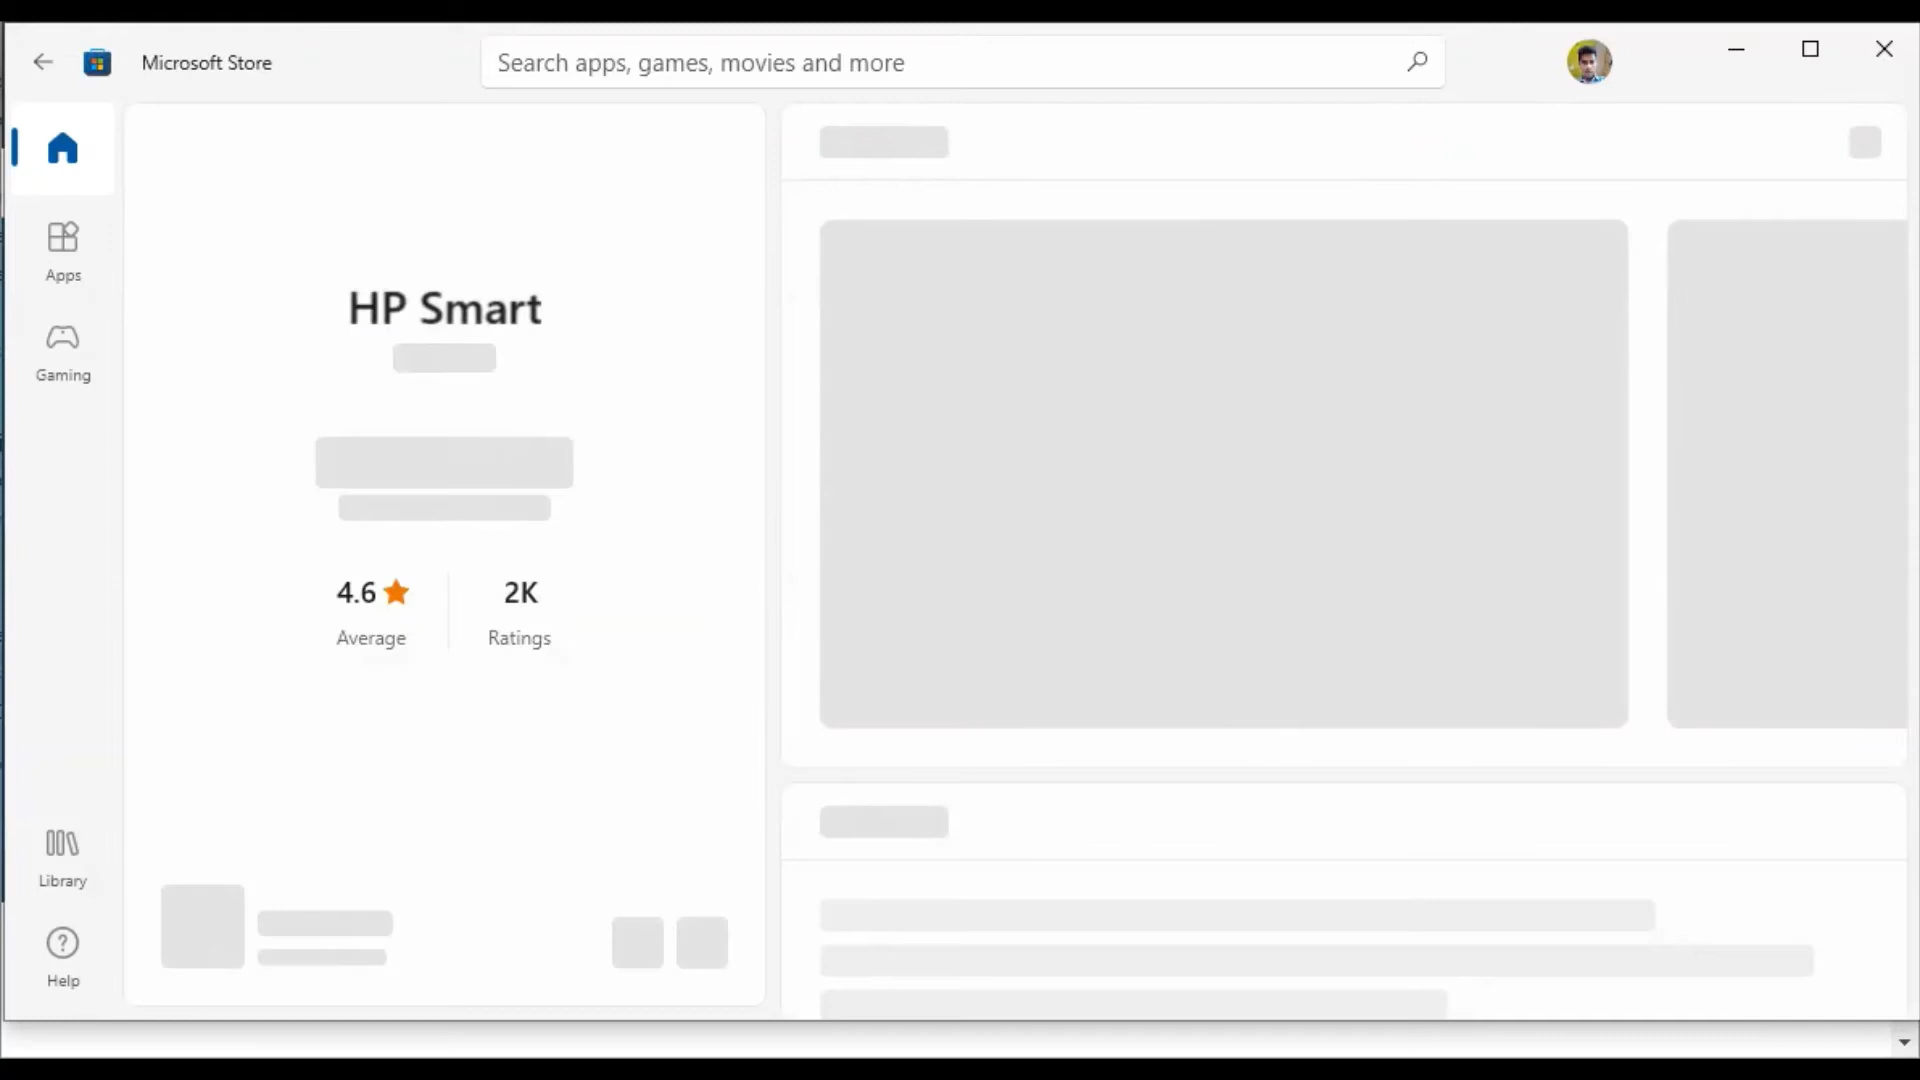 Microsoft Store
Search apps, games, movies and more
Apps
Gaming
Library
Help
HP Smart
4.6
Average
2K
Ratings